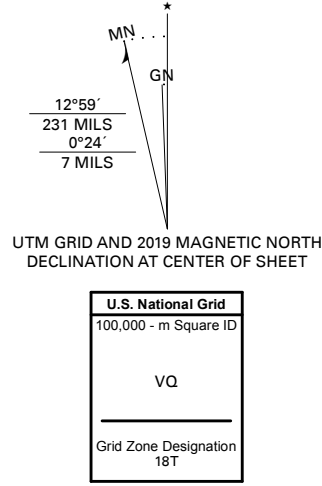 ★
MN
GN
12°59´
231 MILS
0°24´
7 MILS
UTM GRID AND 2019 MAGNETIC NORTH
DECLINATION AT CENTER OF SHEET
U.S. National Grid
100,000 - m Square ID
VQ
Grid Zone Designation
18T